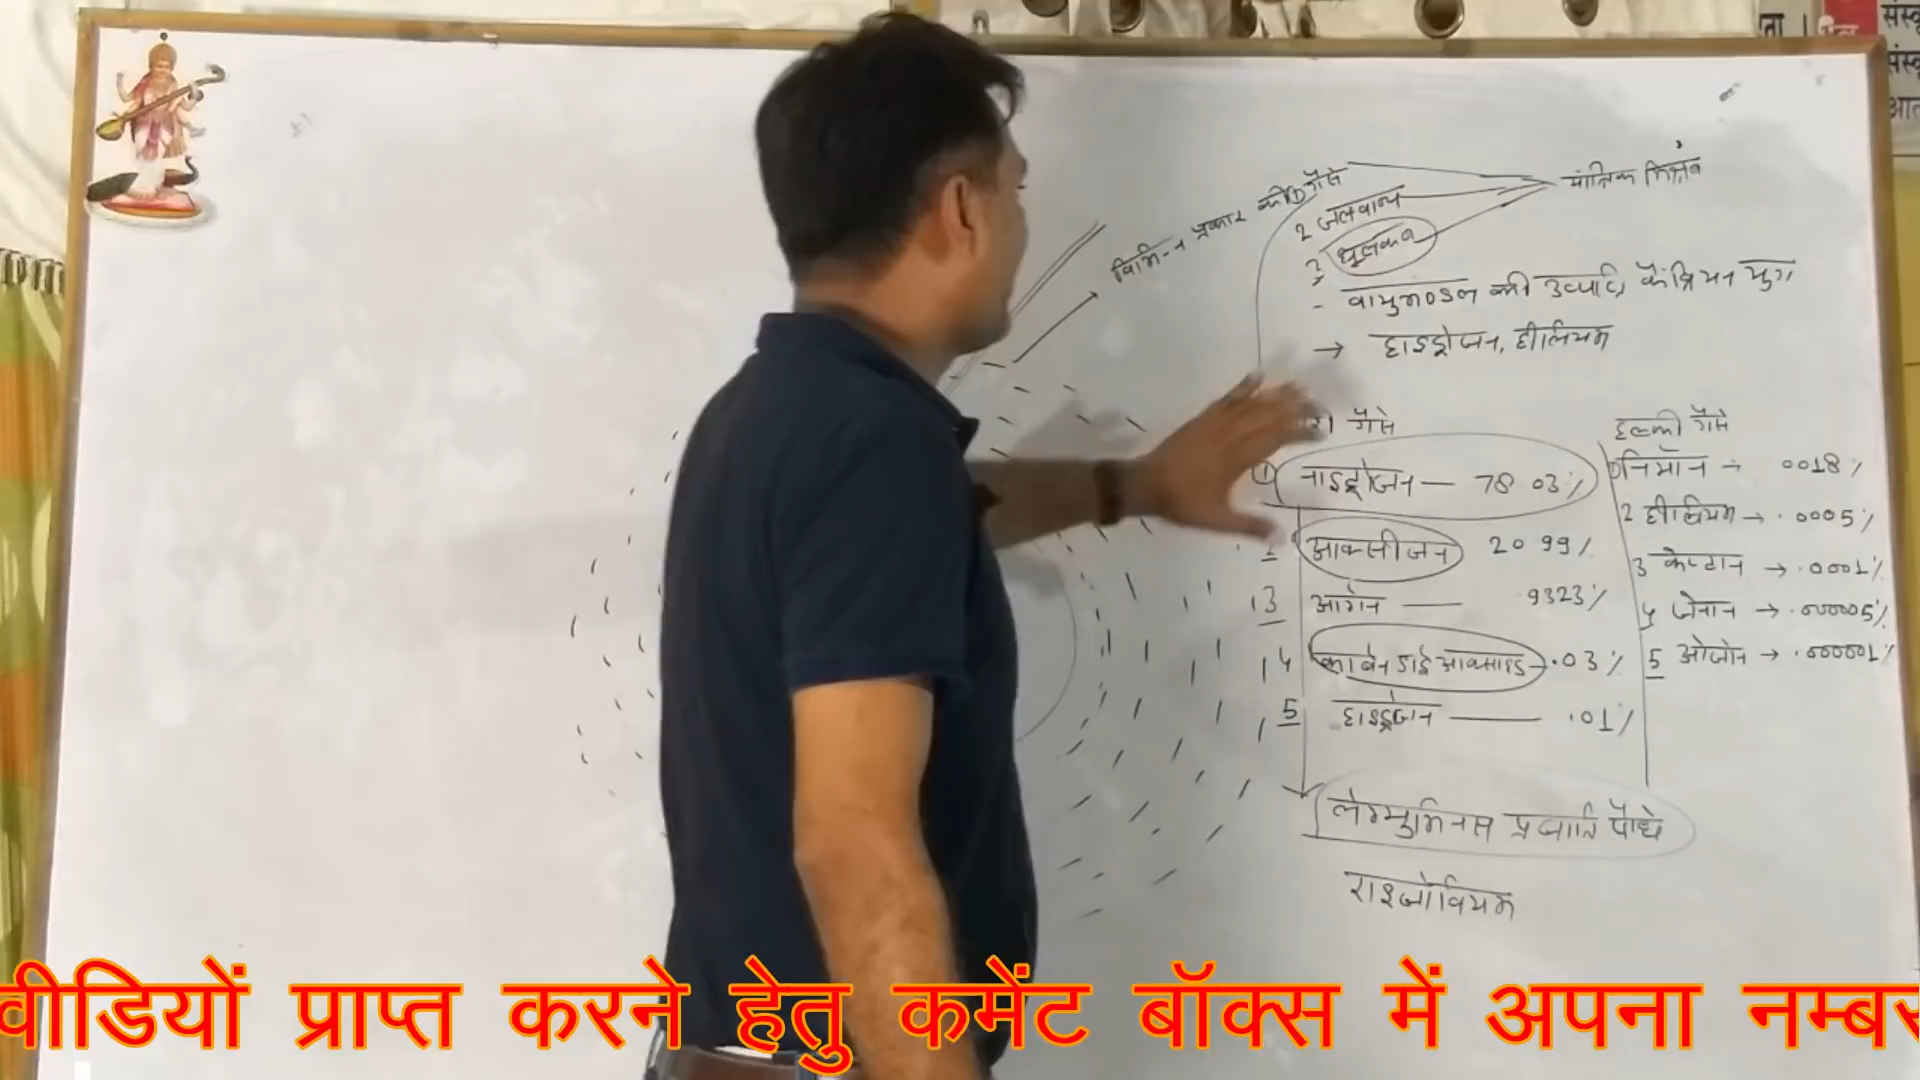 संस्कृ
संस्कृ
विभिन्न प्रकार की ① गैसे
2 जलवाष्प
3 धूलकण
यांत्रिक मिश्रण
- वायुमण्डल की उत्पत्ति कैंब्रियन युग
→ हाइड्रोजन, हीलियम
गैसे
① नाइट्रोजन — 78 03%
2 आक्सीजन 20 99%
3 आर्गन — 9323%
4 कार्बन डाई आक्साइड - .03%
5 हाइड्रोजन — .01%
हल्की गैसे
① निर्मान → 0018%
2 हीलियम → .0005%
3 केप्टान → .0001%
4 जेनान → .000005%
5 ओजोन → .000001%
लेग्युमिनस प्रजाति पौधे
राइजोवियम
वीडियों प्राप्त करने हेतु कमेंट बॉक्स में अपना नम्बर